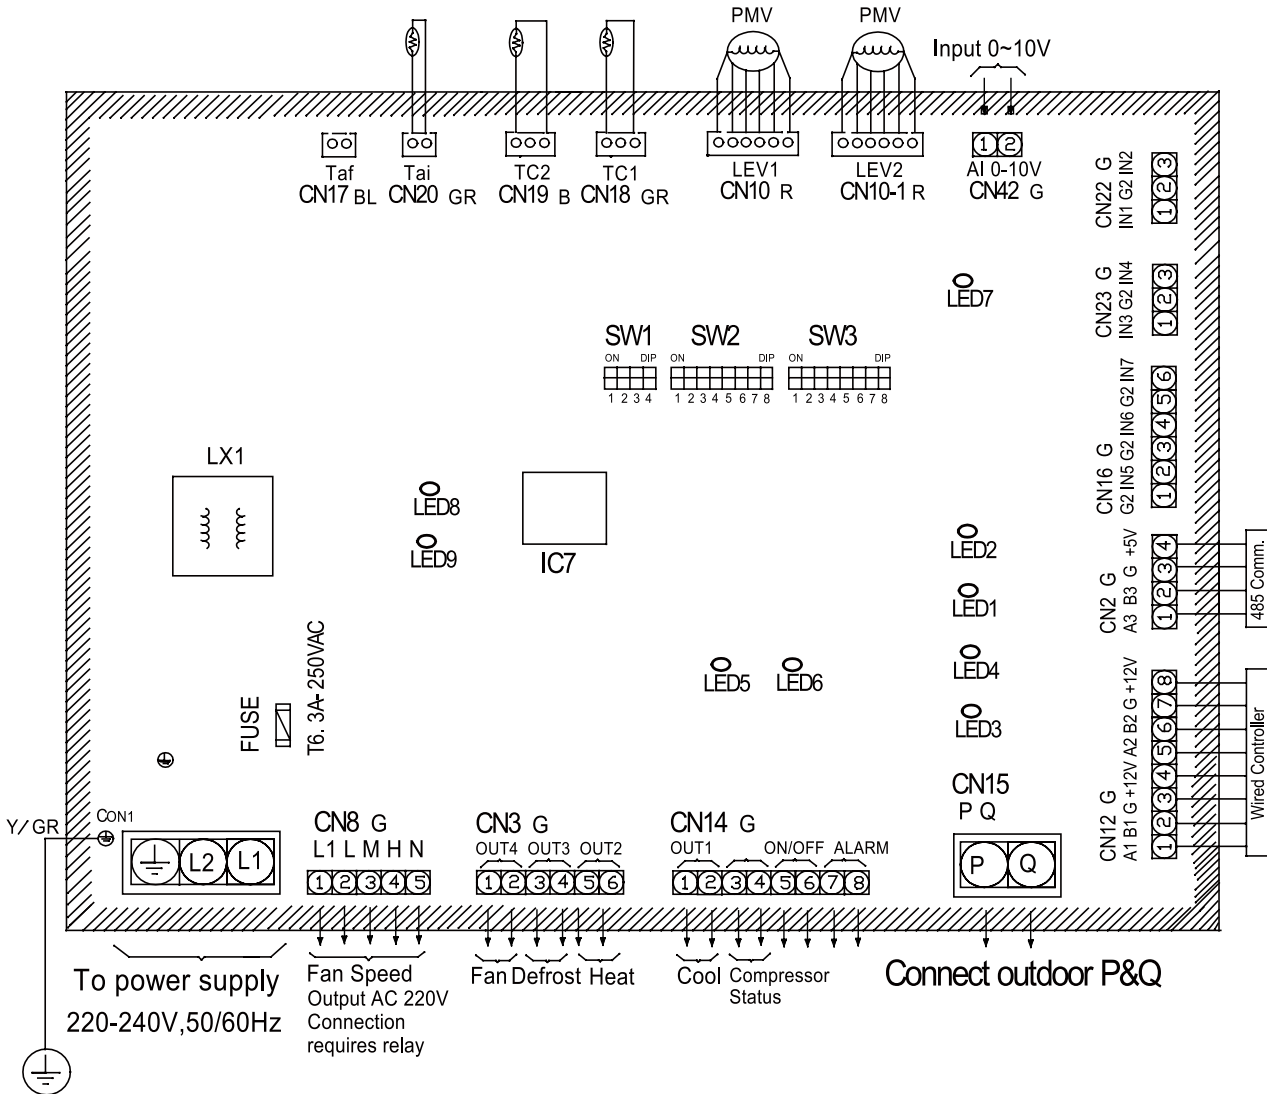 PMV
PMV
Input 0~10V
Taf
CN17 BL
Tai
CN20 GR
TC2
CN19 B
TC1
CN18 GR
LEV1
CN10 R
LEV2
CN10-1 R
1 2
AI 0-10V
CN42 G
CN22 G
IN1 G2 IN2
1 2 3
CN23 G
IN3 G2 IN4
1 2 3
CN16 G
G2 IN5 G2 IN6 G2 IN7
1 2 3 4 5 6
CN2 G
A3 B3 G +5V
1 2 3 4
485 Comm.
CN12 G
A1 B1 G +12V A2 B2 G +12V
1 2 3 4 5 6 7 8
Wired Controller
LED7
SW1
ON DIP
1 2 3 4
SW2
ON DIP
1 2 3 4 5 6 7 8
SW3
ON DIP
1 2 3 4 5 6 7 8
LX1
LED8
LED9
IC7
LED2
LED1
LED4
LED3
LED5
LED6
FUSE
T6. 3A- 250VAC
Y/GR
CON1
L2 L1
To power supply
220-240V,50/60Hz
CN8 G
L1 L M H N
1 2 3 4 5
Fan Speed
Output AC 220V
Connection
requires relay
CN3 G
OUT4 OUT3 OUT2
1 2 3 4 5 6
Fan Defrost Heat
CN14 G
OUT1 ON/OFF ALARM
1 2 3 4 5 6 7 8
Cool Compressor
Status
CN15
P Q
P Q
Connect outdoor P&Q